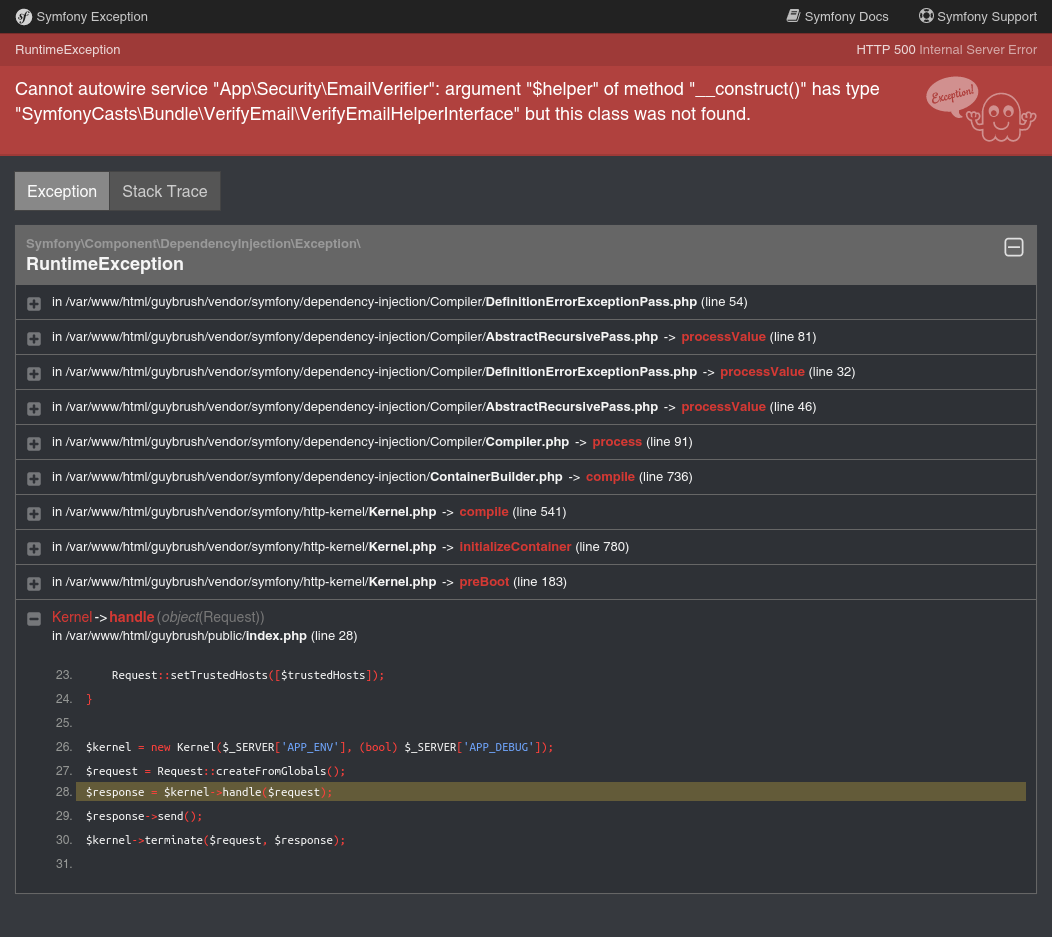 Symfony Exception
Symfony Docs
Symfony Support
RuntimeException
HTTP 500 Internal Server Error
Cannot autowire service "App\Security\EmailVerifier": argument "$helper" of method "__construct()" has type
"SymfonyCasts\Bundle\VerifyEmail\VerifyEmailHelperInterface" but this class was not found.
Exception!
Exception
Stack Trace
Symfony\Component\DependencyInjection\Exception\
RuntimeException
in /var/www/html/guybrush/vendor/symfony/dependency-injection/Compiler/DefinitionErrorExceptionPass.php (line 54)
in /var/www/html/guybrush/vendor/symfony/dependency-injection/Compiler/AbstractRecursivePass.php -> processValue (line 81)
in /var/www/html/guybrush/vendor/symfony/dependency-injection/Compiler/DefinitionErrorExceptionPass.php -> processValue (line 32)
in /var/www/html/guybrush/vendor/symfony/dependency-injection/Compiler/AbstractRecursivePass.php -> processValue (line 46)
in /var/www/html/guybrush/vendor/symfony/dependency-injection/Compiler/Compiler.php -> process (line 91)
in /var/www/html/guybrush/vendor/symfony/dependency-injection/ContainerBuilder.php -> compile (line 736)
in /var/www/html/guybrush/vendor/symfony/http-kernel/Kernel.php -> compile (line 541)
in /var/www/html/guybrush/vendor/symfony/http-kernel/Kernel.php -> initializeContainer (line 780)
in /var/www/html/guybrush/vendor/symfony/http-kernel/Kernel.php -> preBoot (line 183)
Kernel->handle(object(Request))
in /var/www/html/guybrush/public/index.php (line 28)
23. Request::setTrustedHosts([$trustedHosts]);
24. }
25.
26. $kernel = new Kernel($_SERVER['APP_ENV'], (bool) $_SERVER['APP_DEBUG']);
27. $request = Request::createFromGlobals();
28. $response = $kernel->handle($request);
29. $response->send();
30. $kernel->terminate($request, $response);
31.